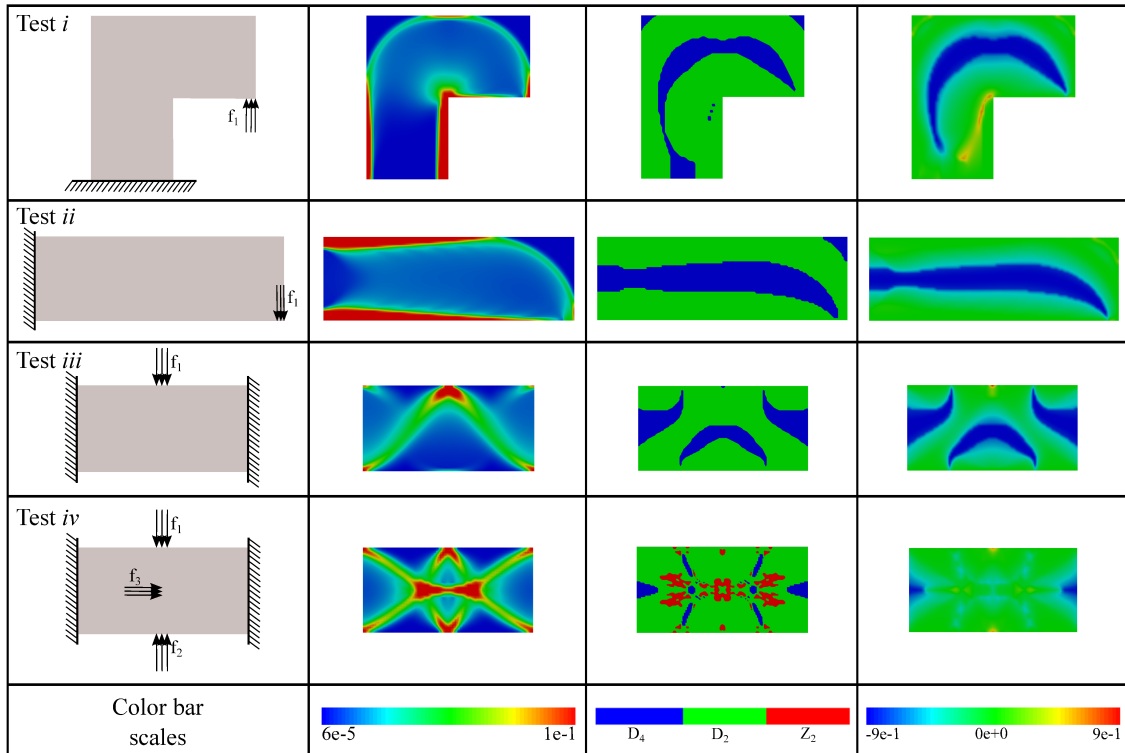 Test i
f1
Test ii
f1
Test iii
f1
Test iv
f1
f3
f2
Color bar
scales
6e-5 1e-1
D4 D2 Z2
-9e-1 0e+0 9e-1